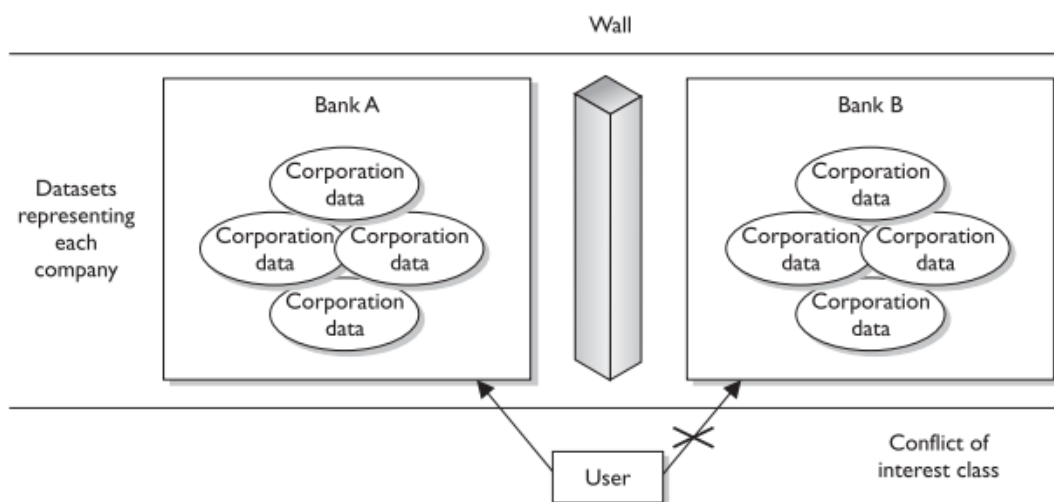 Wall
Bank A
Bank B
Datasets
representing
each
company
Corporation
data
Corporation
data
Corporation
data
Corporation
data
Corporation
data
Corporation
data
Corporation
data
Corporation
data
User
Conflict of
interest class